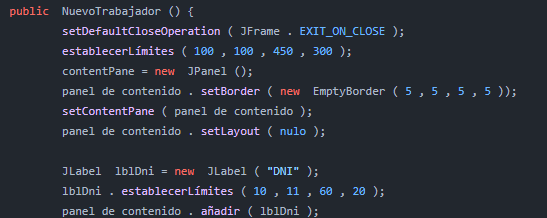 public NuevoTrabajador () {
setDefaultCloseOperation ( JFrame . EXIT_ON_CLOSE );
establecerLímites ( 100 , 100 , 450 , 300 );
contentPane = new JPanel ();
panel de contenido . setBorder ( new EmptyBorder ( 5 , 5 , 5 , 5 ));
setContentPane ( panel de contenido );
panel de contenido . setLayout ( nulo );
JLabel lblDni = new JLabel ( "DNI" );
lblDni . establecerLímites ( 10 , 11 , 60 , 20 );
panel de contenido . añadir ( lblDni );